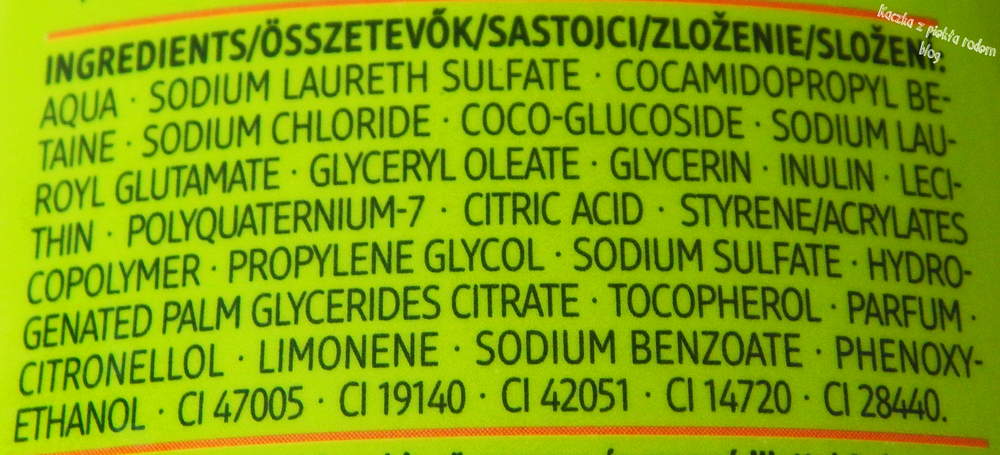 Kaczka z piekła rodem
blog
INGREDIENTS/ÖSSZETEVŐK/SASTOJCI/ZLOŽENIE/SLOŽENI:
AQUA · SODIUM LAURETH SULFATE · COCAMIDOPROPYL BE-
TAINE · SODIUM CHLORIDE · COCO-GLUCOSIDE · SODIUM LAU-
ROYL GLUTAMATE · GLYCERYL OLEATE · GLYCERIN · INULIN · LECI-
THIN · POLYQUATERNIUM-7 · CITRIC ACID · STYRENE/ACRYLATES
COPOLYMER · PROPYLENE GLYCOL · SODIUM SULFATE · HYDRO-
GENATED PALM GLYCERIDES CITRATE · TOCOPHEROL · PARFUM ·
CITRONELLOL · LIMONENE · SODIUM BENZOATE · PHENOXY-
ETHANOL · CI 47005 · CI 19140 · CI 42051 · CI 14720 · CI 28440.